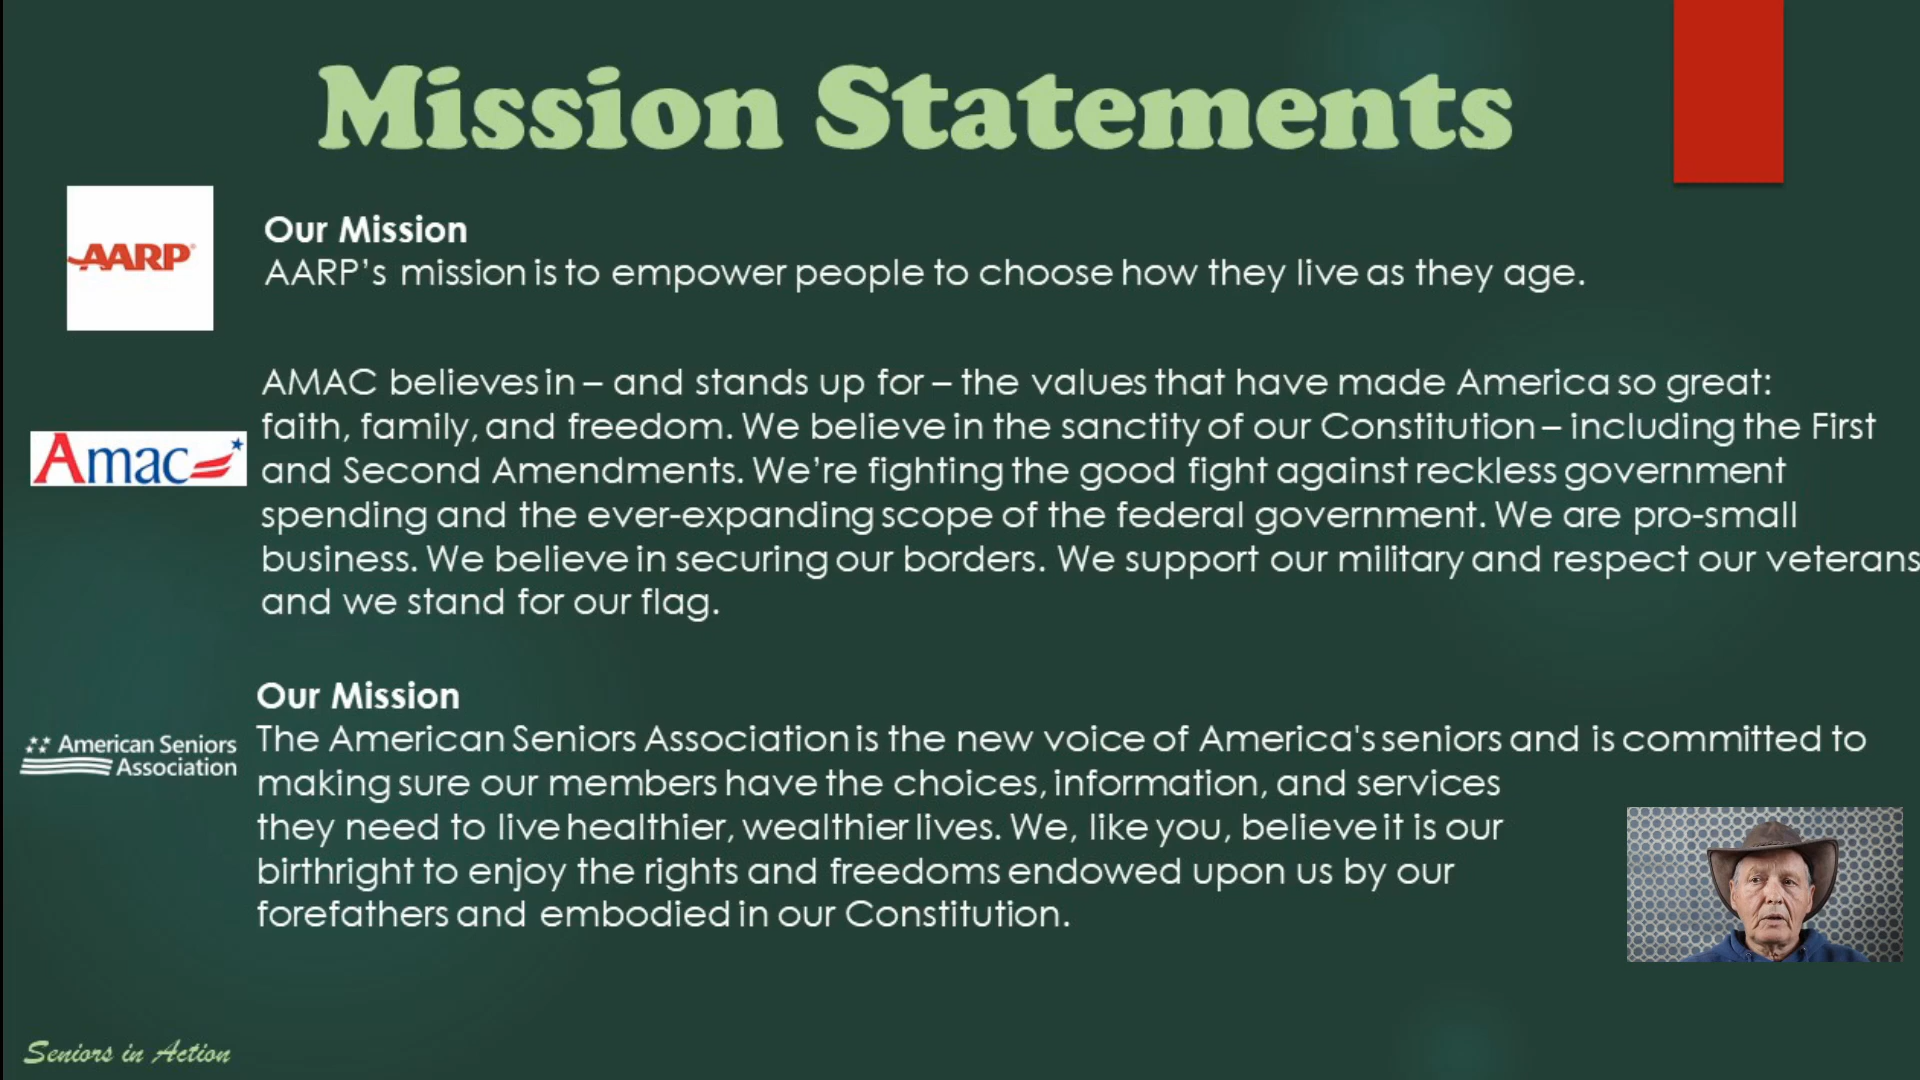 Mission Statements
AARP
Our Mission
AARP’s mission is to empower people to choose how they live as they age.
AMAC believes in – and stands up for – the values that have made America so great:
faith, family, and freedom. We believe in the sanctity of our Constitution – including the First
Amac
and Second Amendments. We’re fighting the good fight against reckless government
spending and the ever-expanding scope of the federal government. We are pro-small
business. We believe in securing our borders. We support our military and respect our veterans
and we stand for our flag.
Our Mission
American Seniors
Association
The American Seniors Association is the new voice of America's seniors and is committed to
making sure our members have the choices, information, and services
they need to live healthier, wealthier lives. We, like you, believe it is our
birthright to enjoy the rights and freedoms endowed upon us by our
forefathers and embodied in our Constitution.
Seniors in Action